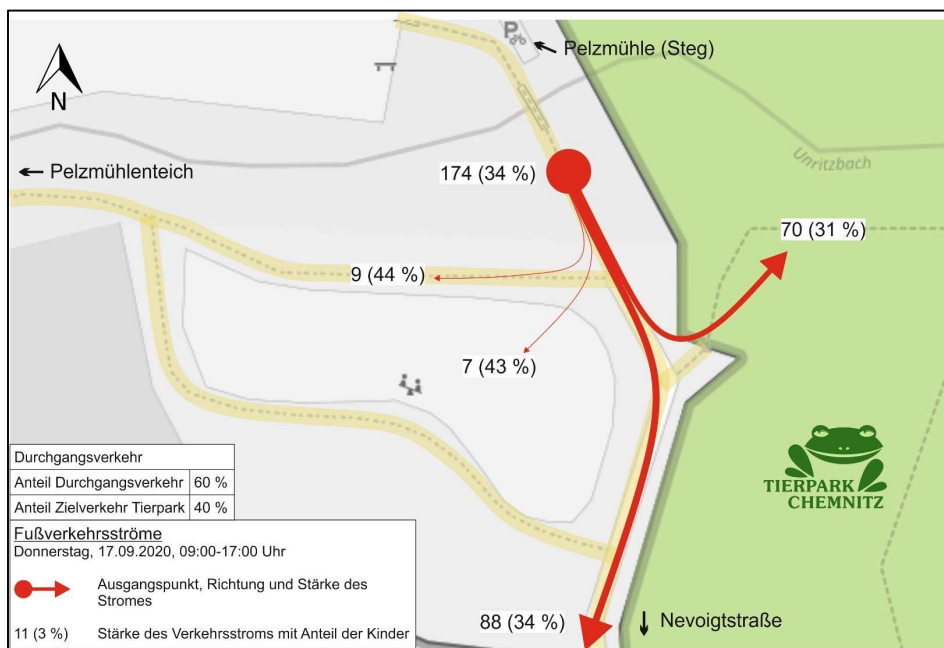 P
← Pelzmühle (Steg)
N
← Pelzmühlenteich
174 (34 %)
Unritzbach
70 (31 %)
9 (44 %)
7 (43 %)
TIERPARK
CHEMNITZ
Durchgangsverkehr
Anteil Durchgangsverkehr 60 %
Anteil Zielverkehr Tierpark 40 %
Fußverkehrsströme
Donnerstag, 17.09.2020, 09:00-17:00 Uhr
Ausgangspunkt, Richtung und Stärke des
Stromes
11 (3 %) Stärke des Verkehrsstroms mit Anteil der Kinder
88 (34 %)
↓ Nevoigtstraße